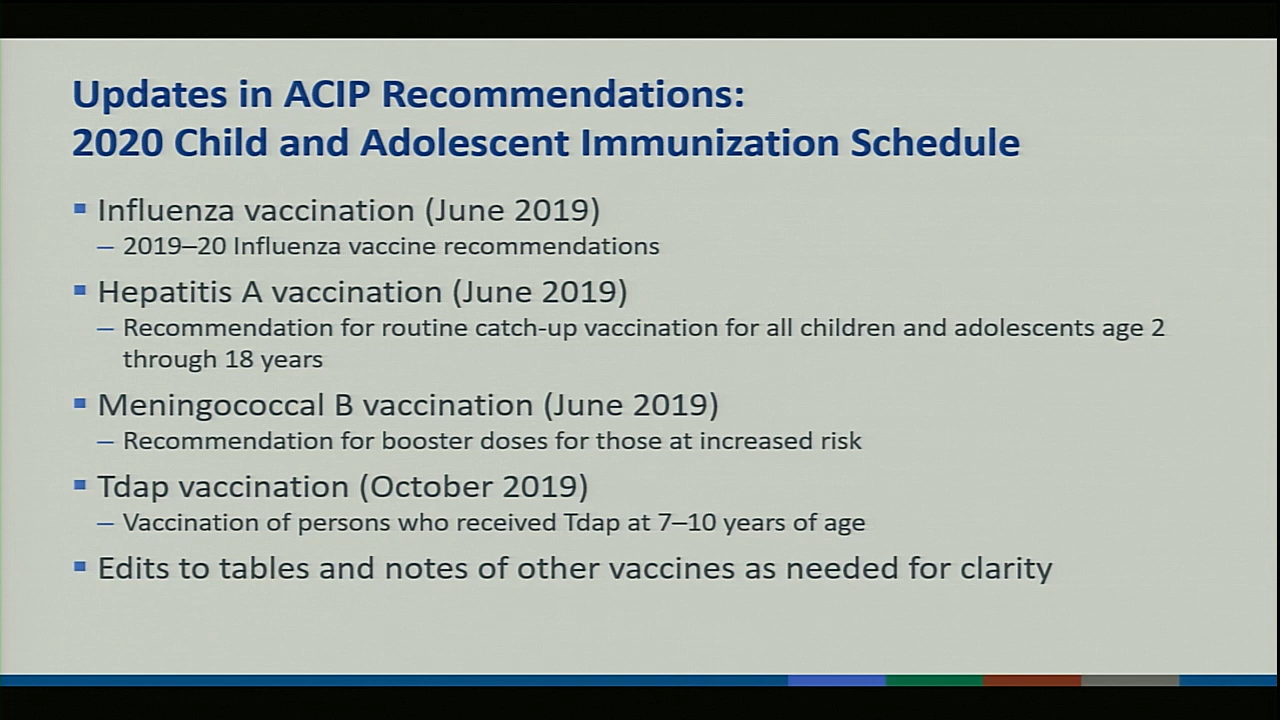 Updates in ACIP Recommendations:
2020 Child and Adolescent Immunization Schedule
▪ Influenza vaccination (June 2019)
– 2019–20 Influenza vaccine recommendations
▪ Hepatitis A vaccination (June 2019)
– Recommendation for routine catch-up vaccination for all children and adolescents age 2
through 18 years
▪ Meningococcal B vaccination (June 2019)
– Recommendation for booster doses for those at increased risk
▪ Tdap vaccination (October 2019)
– Vaccination of persons who received Tdap at 7–10 years of age
▪ Edits to tables and notes of other vaccines as needed for clarity